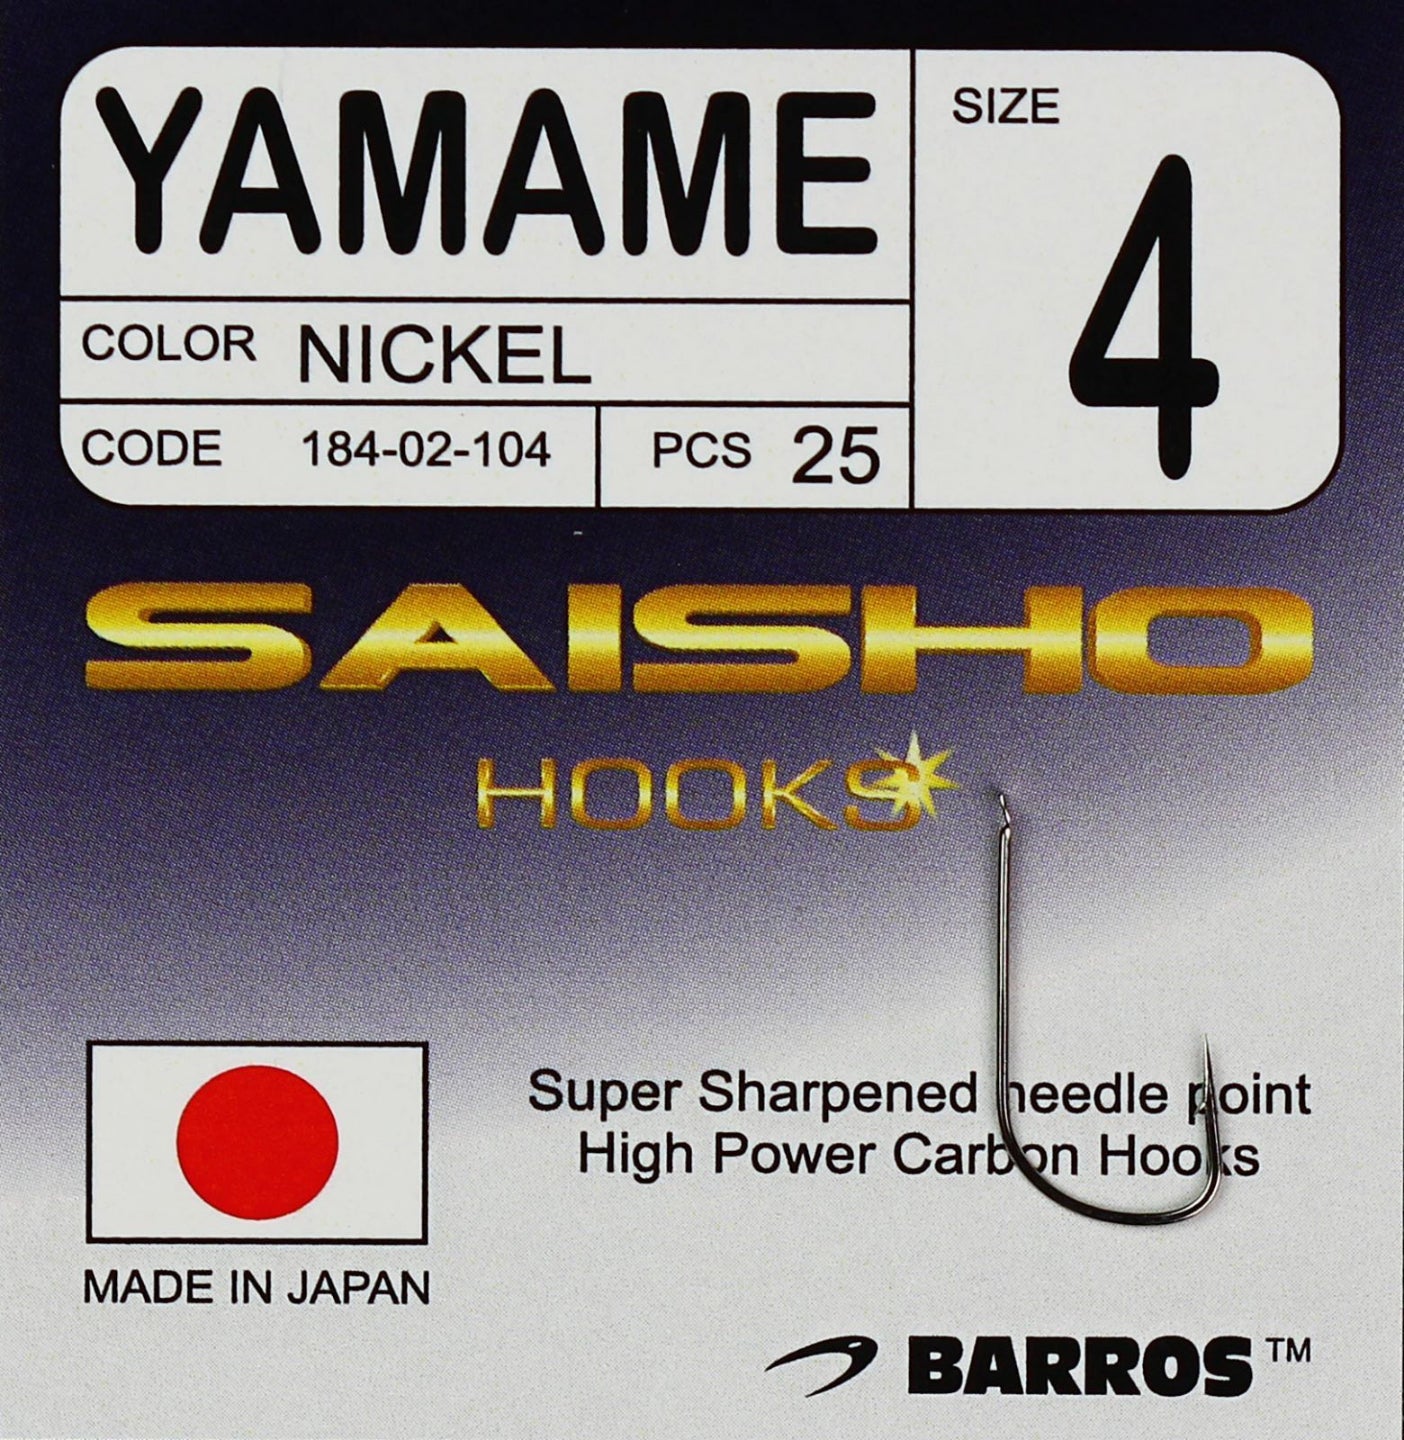 YAMAME
SIZE
4
COLOR NICKEL
CODE 184-02-104 PCS 25
SAISHO
HOOKS
Super Sharpened needle point
High Power Carbon Hooks
MADE IN JAPAN
BARROS™